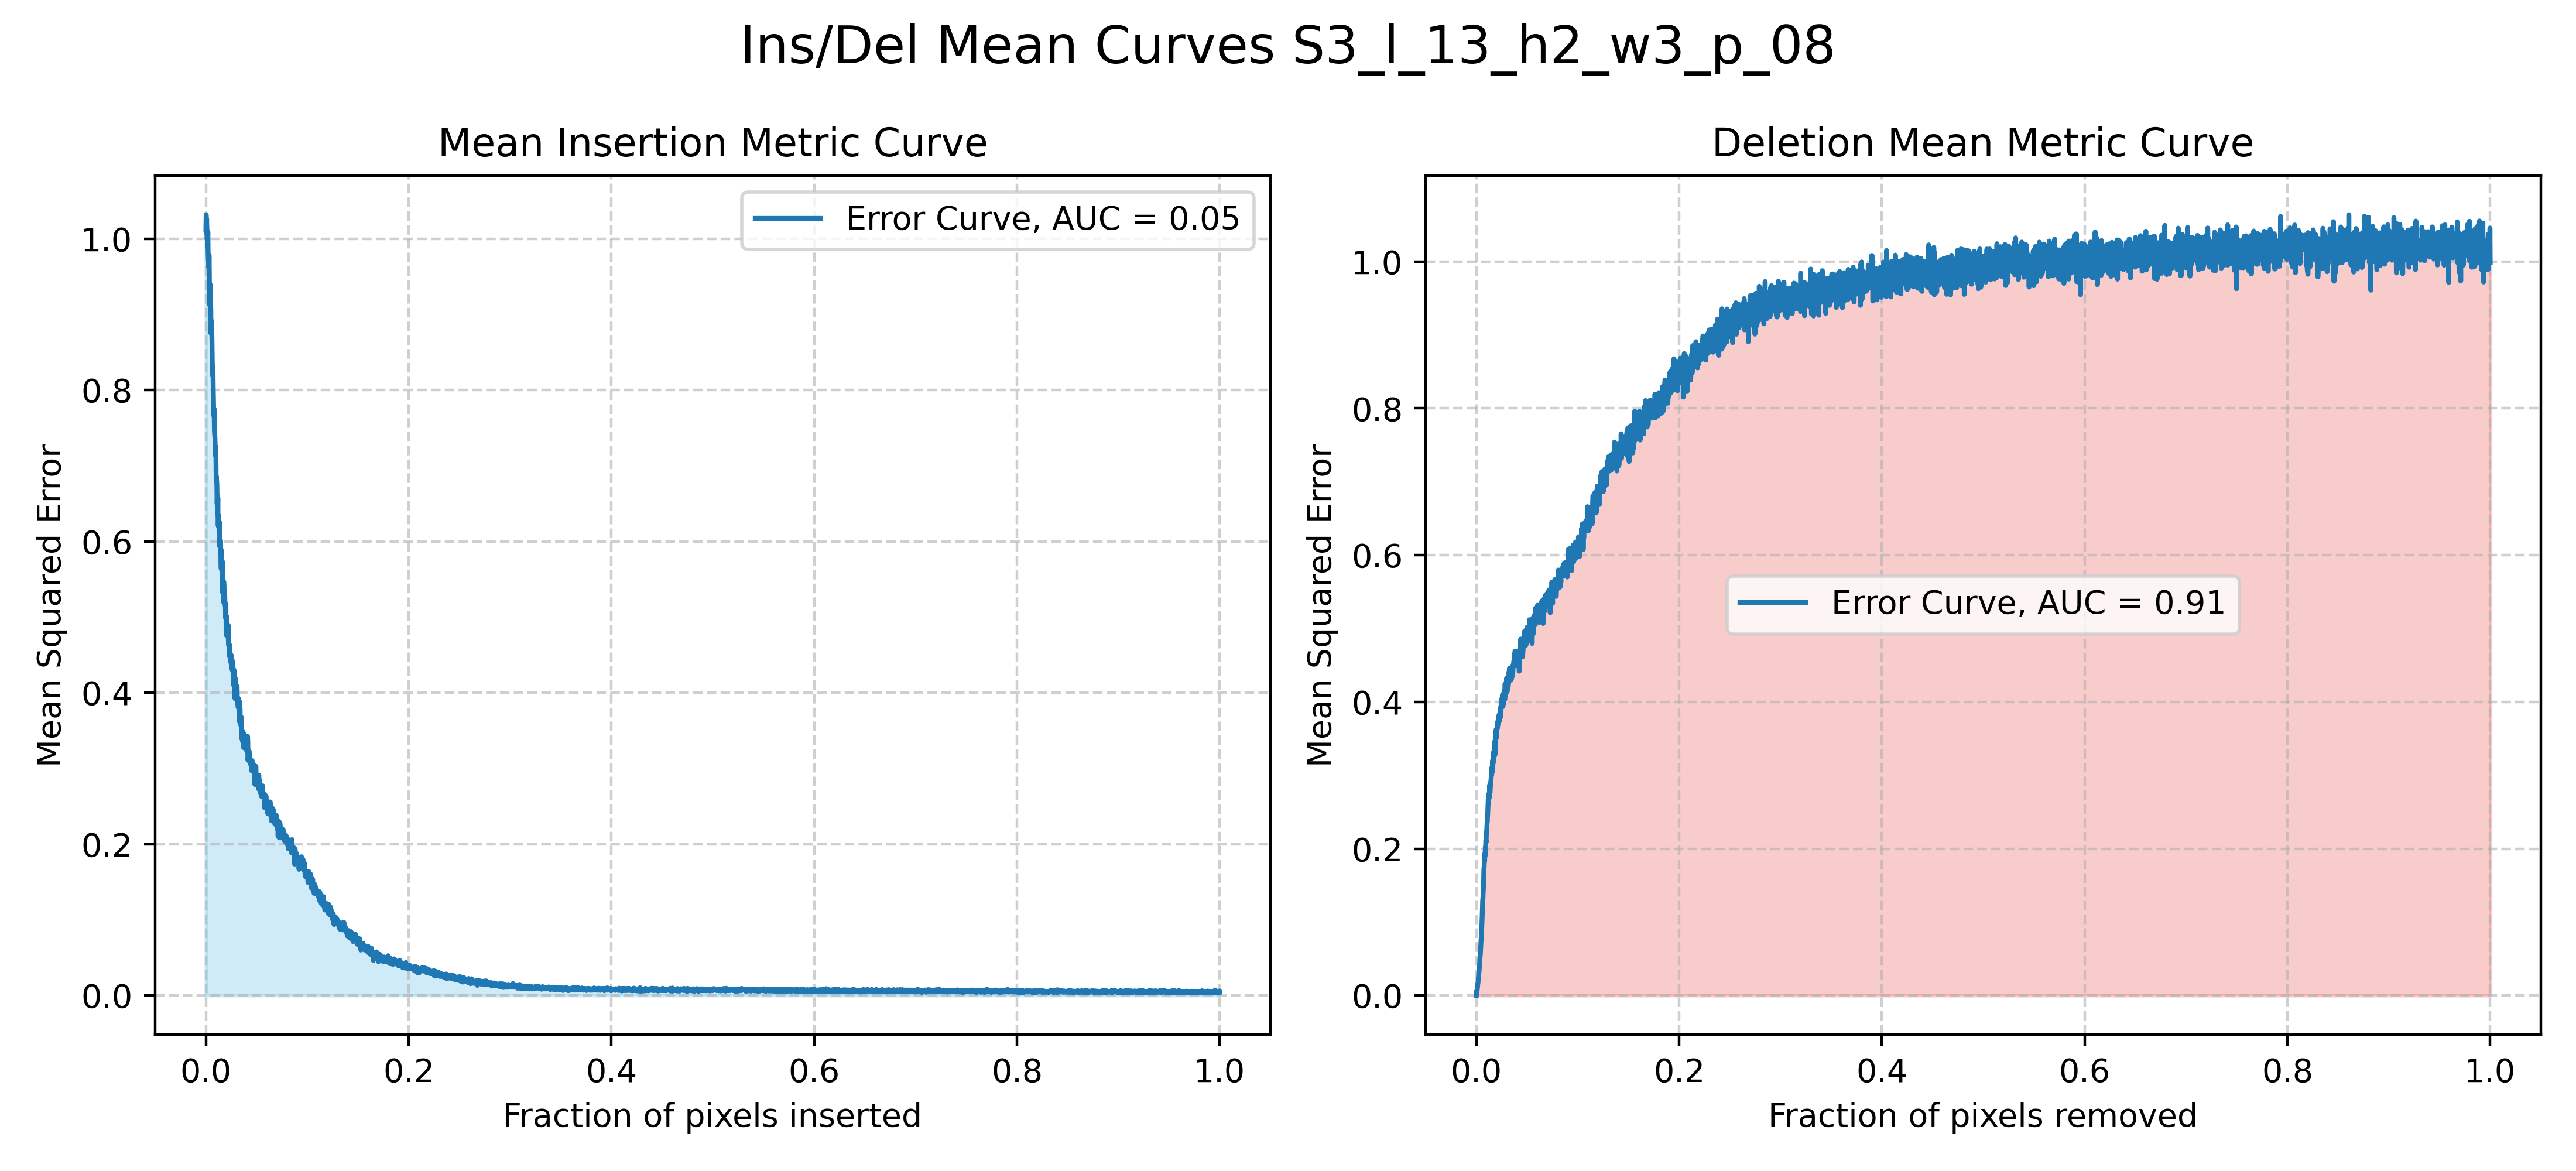 Ins/Del Mean Curves S3_l_13_h2_w3_p_08
Mean Insertion Metric Curve
Error Curve, AUC = 0.05
Mean Squared Error
1.0
0.8
0.6
0.4
0.2
0.0
0.0 0.2 0.4 0.6 0.8 1.0
Fraction of pixels inserted
Deletion Mean Metric Curve
Error Curve, AUC = 0.91
Mean Squared Error
1.0
0.8
0.6
0.4
0.2
0.0
0.0 0.2 0.4 0.6 0.8 1.0
Fraction of pixels removed